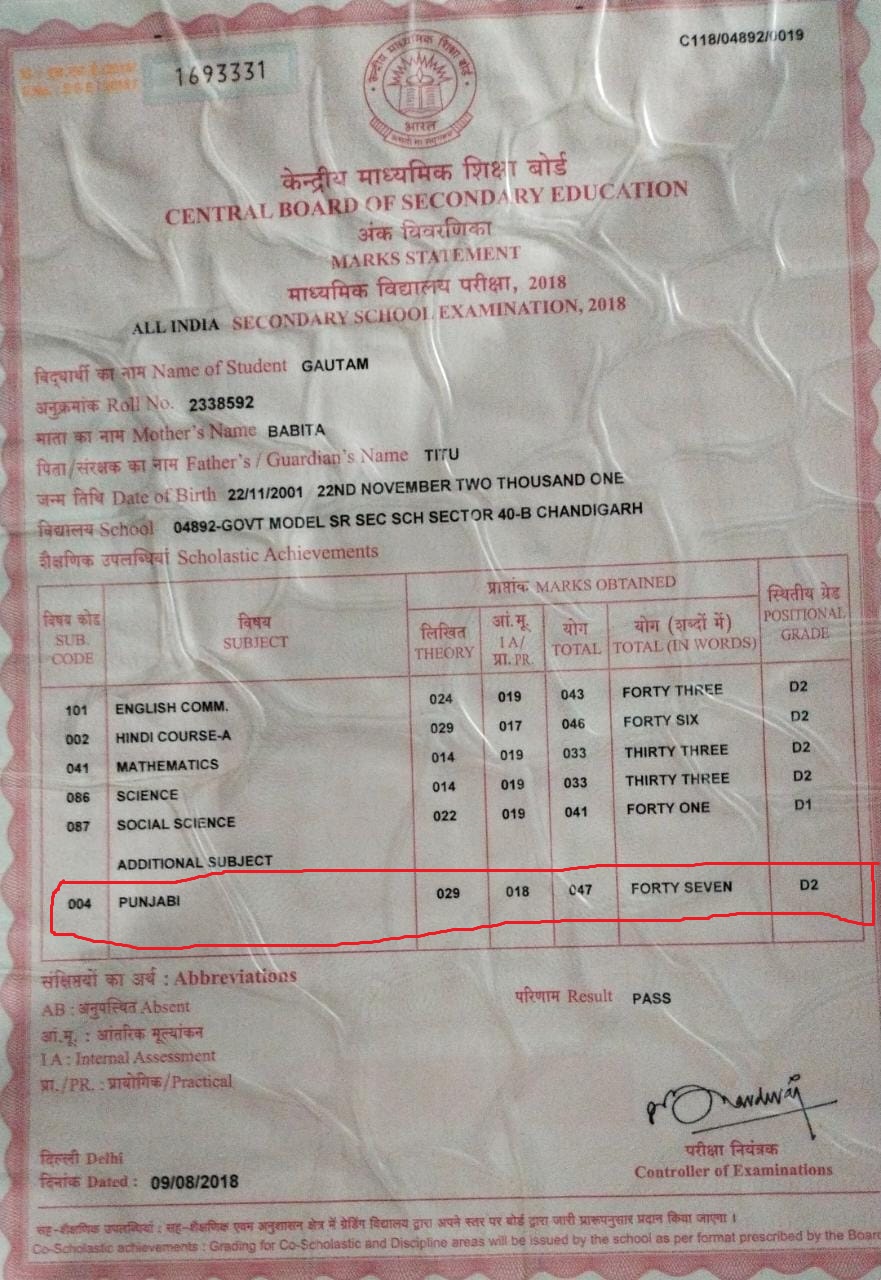 C118/04892/0019
1693331
केन्द्रीय माध्यमिक शिक्षा बोर्ड
भारत
केन्द्रीय माध्यमिक शिक्षा बोर्ड
CENTRAL BOARD OF SECONDARY EDUCATION
अंक विवरणिका
MARKS STATEMENT
माध्यमिक विद्यालय परीक्षा, 2018
ALL INDIA SECONDARY SCHOOL EXAMINATION, 2018
विद्यार्थी का नाम Name of Student GAUTAM
अनुक्रमांक Roll No. 2338592
माता का नाम Mother's Name BABITA
पिता/संरक्षक का नाम Father's / Guardian's Name TITU
जन्म तिथि Date of Birth 22/11/2001 22ND NOVEMBER TWO THOUSAND ONE
विद्यालय School 04892-GOVT MODEL SR SEC SCH SECTOR 40-B CHANDIGARH
शैक्षणिक उपलब्धियां Scholastic Achievements
विषय कोड SUB. CODE विषय SUBJECT प्राप्तांक MARKS OBTAINED स्थितीय ग्रेड POSITIONAL GRADE
लिखित THEORY आं.मू. I A/ प्रा. PR. योग TOTAL योग (शब्दों में) TOTAL (IN WORDS)
101 ENGLISH COMM. 024 019 043 FORTY THREE D2
002 HINDI COURSE-A 029 017 046 FORTY SIX D2
041 MATHEMATICS 014 019 033 THIRTY THREE D2
086 SCIENCE 014 019 033 THIRTY THREE D2
087 SOCIAL SCIENCE 022 019 041 FORTY ONE D1
ADDITIONAL SUBJECT
004 PUNJABI 029 018 047 FORTY SEVEN D2
संक्षिप्तियों का अर्थ : Abbreviations
परिणाम Result PASS
AB : अनुपस्थित Absent
आं.मू. : आंतरिक मूल्यांकन
I A : Internal Assessment
प्रा./PR. : प्रायोगिक/Practical
दिल्ली Delhi
दिनांक Dated : 09/08/2018
परीक्षा नियंत्रक
Controller of Examinations
सह-शैक्षणिक उपलब्धियां : सह-शैक्षणिक एवम अनुशासन क्षेत्र में ग्रेडिंग विद्यालय द्वारा अपने स्तर पर बोर्ड द्वारा जारी प्रारूपनुसार प्रदान किया जाएगा ।
Co-Scholastic achievements : Grading for Co-Scholastic and Discipline areas will be issued by the school as per format prescribed by the Board